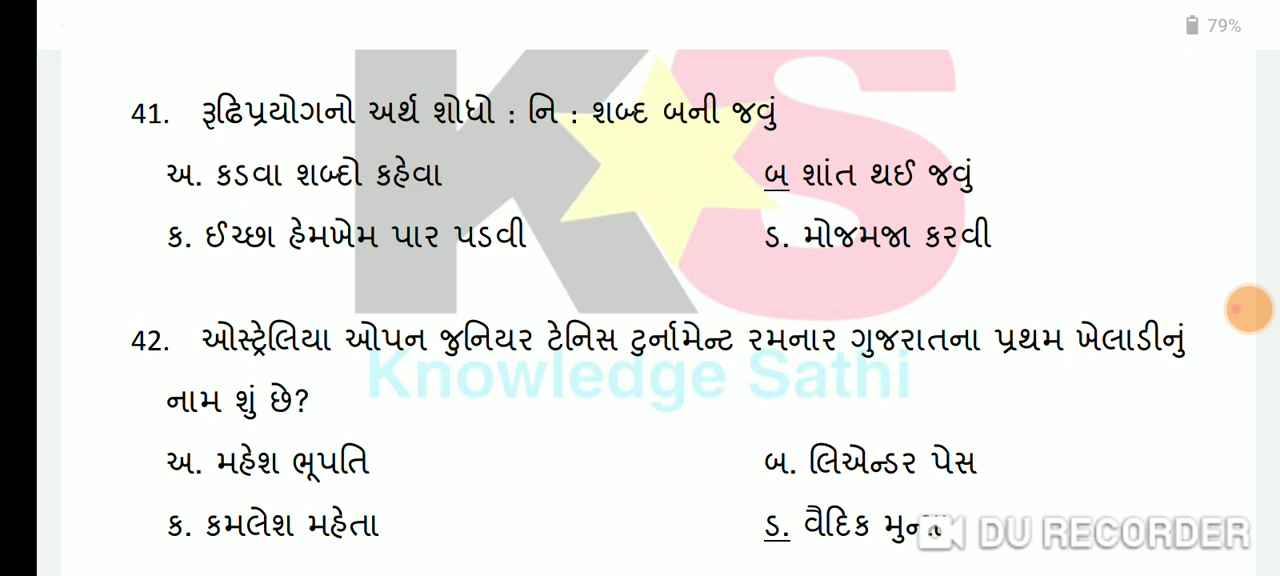 79%
41. રૂઢિપ્રયોગનો અર્થ શોધો : નિ : શબ્દ બની જવું
અ. કડવા શબ્દો કહેવા બ શાંત થઈ જવું
ક. ઈચ્છા હેમખેમ પાર પડવી ડ. મોજમજા કરવી
42. ઓસ્ટ્રેલિયા ઓપન જુનિયર ટેનિસ ટુર્નામેન્ટ રમનાર ગુજરાતના પ્રથમ ખેલાડીનું
Knowledge Sathi
નામ શું છે?
અ. મહેશ ભૂપતિ બ. લિએન્ડર પેસ
ક. કમલેશ મહેતા ડ. વૈદિક
DU RECORDER
KS